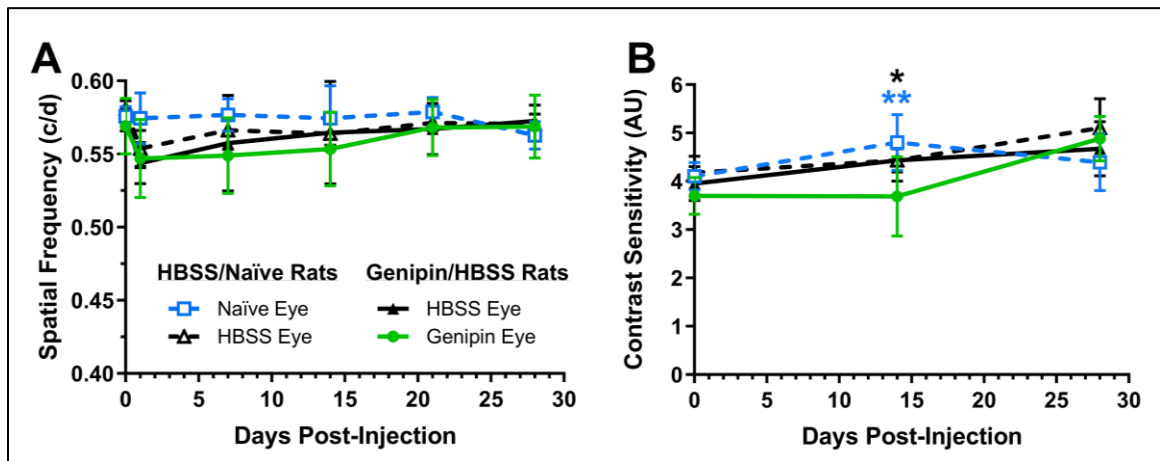 A
Spatial Frequency (c/d)
0.60
0.55
0.50
0.45
0.40
HBSS/Naïve Rats
Naïve Eye
HBSS Eye
Genipin/HBSS Rats
HBSS Eye
Genipin Eye
0 5 10 15 20 25 30
Days Post-Injection
B
*
**
Contrast Sensitivity (AU)
6
5
4
3
2
1
0
0 5 10 15 20 25 30
Days Post-Injection